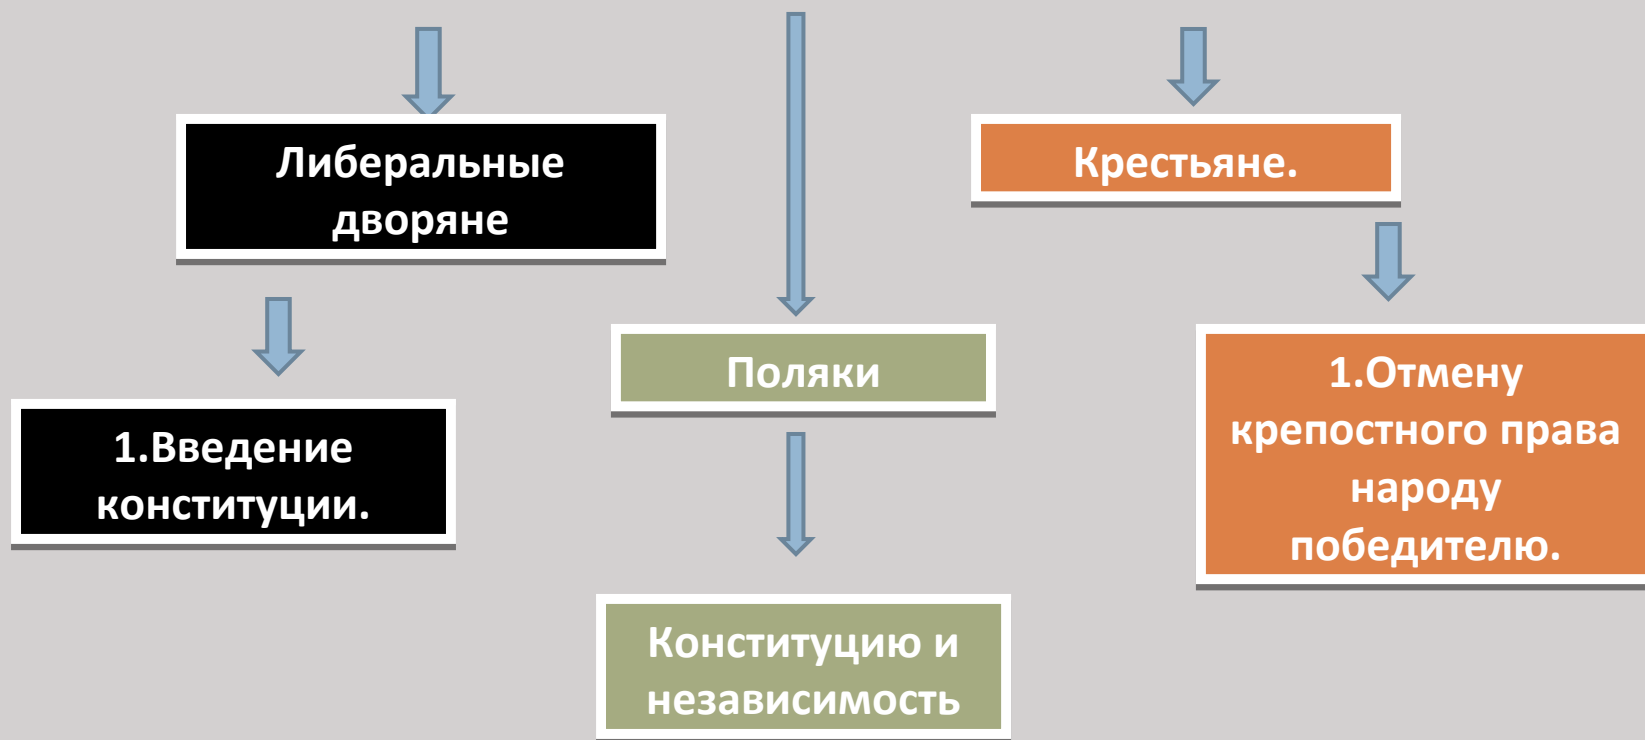 Либеральные
дворяне
Крестьяне.
Поляки
1.Введение
конституции.
1.Отмену
крепостного права
народу
победителю.
Конституцию и
независимость